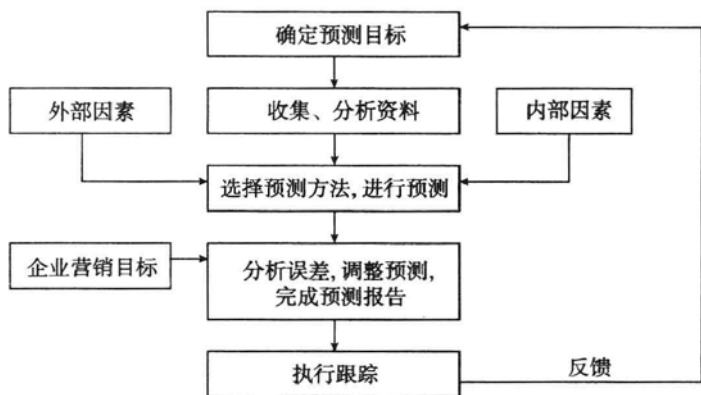 确定预测目标
外部因素
收集、分析资料
内部因素
选择预测方法,进行预测
企业营销目标
分析误差,调整预测,
完成预测报告
执行跟踪
反馈